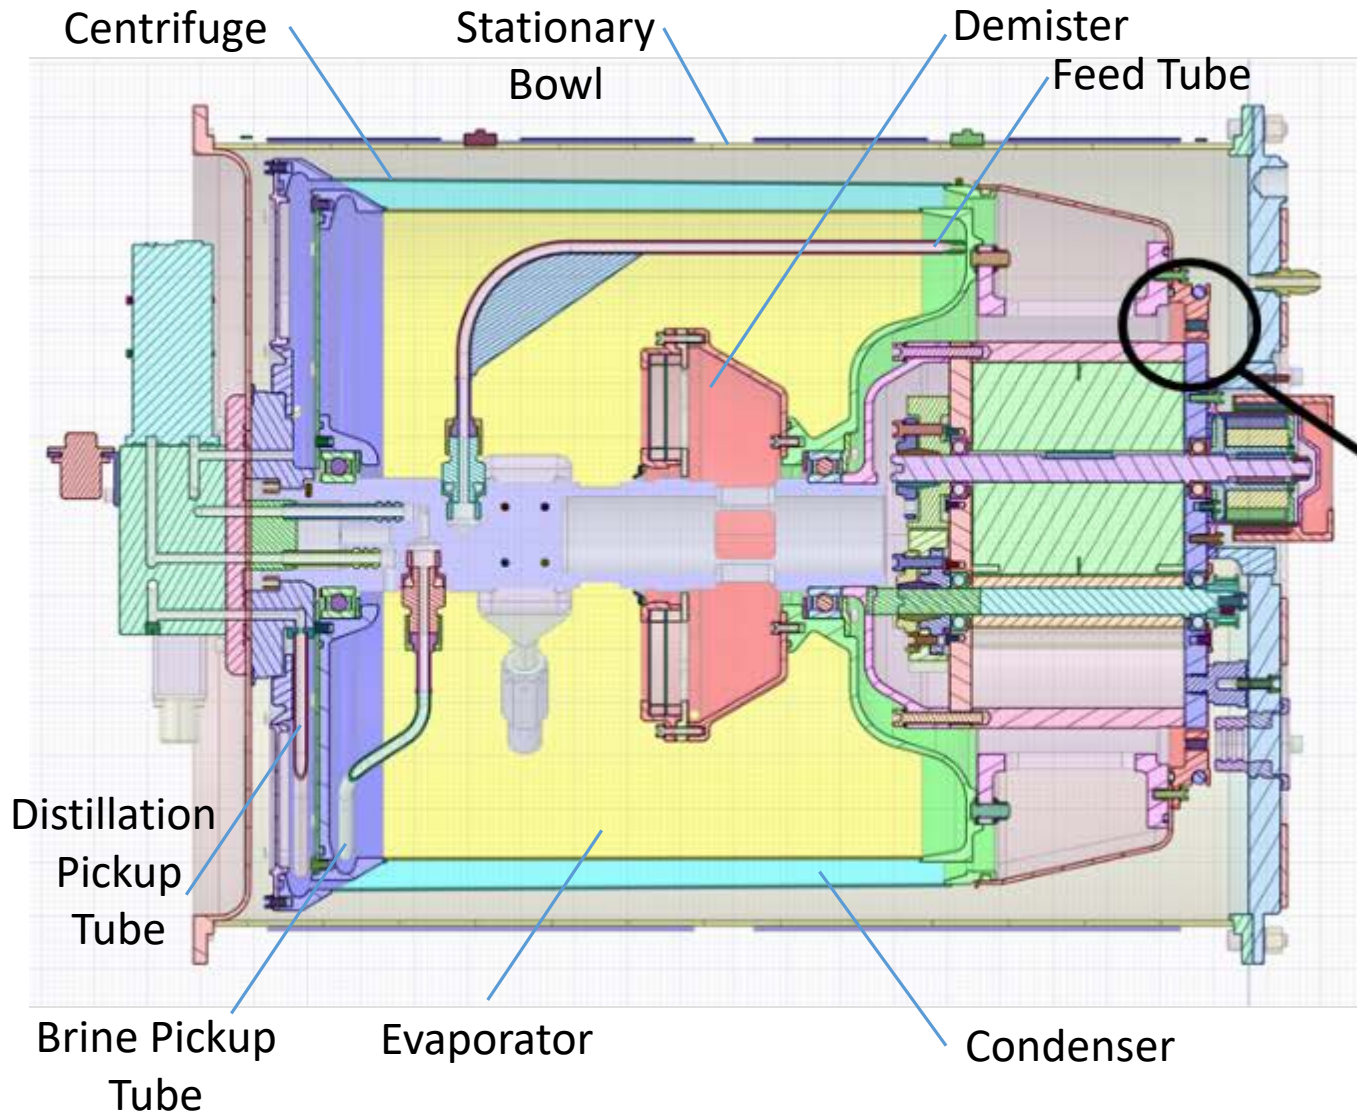 Centrifuge
Stationary
Bowl
Demister
Feed Tube
Distillation
Pickup
Tube
Brine Pickup
Tube
Evaporator
Condenser